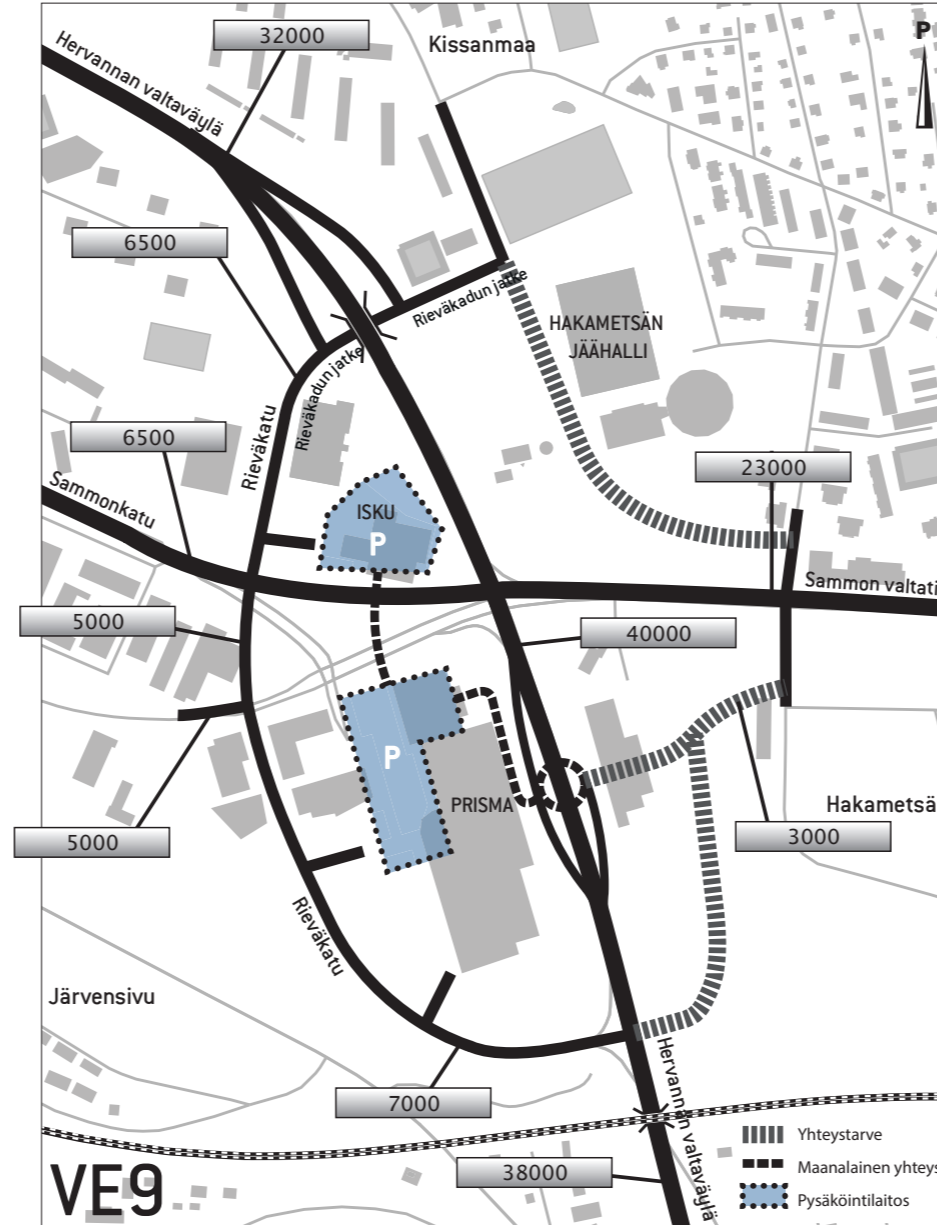 32000
Kissanmaa
P
Hervannan valtaväylä
6500
Rieväkadun jatke
HAKAMETSÄN
JÄÄHALLI
Rieväkadun jatke
Rieväkatu
6500
23000
Sammonkatu
ISKU
P
Sammon valtati
5000
40000
P
PRISMA
Hakametsä
5000
3000
Rieväkatu
Järvensivu
Hervannan valtaväylä
7000
Yhteystarve
Maanalainen yhteys
Pysäköintilaitos
38000
VE9